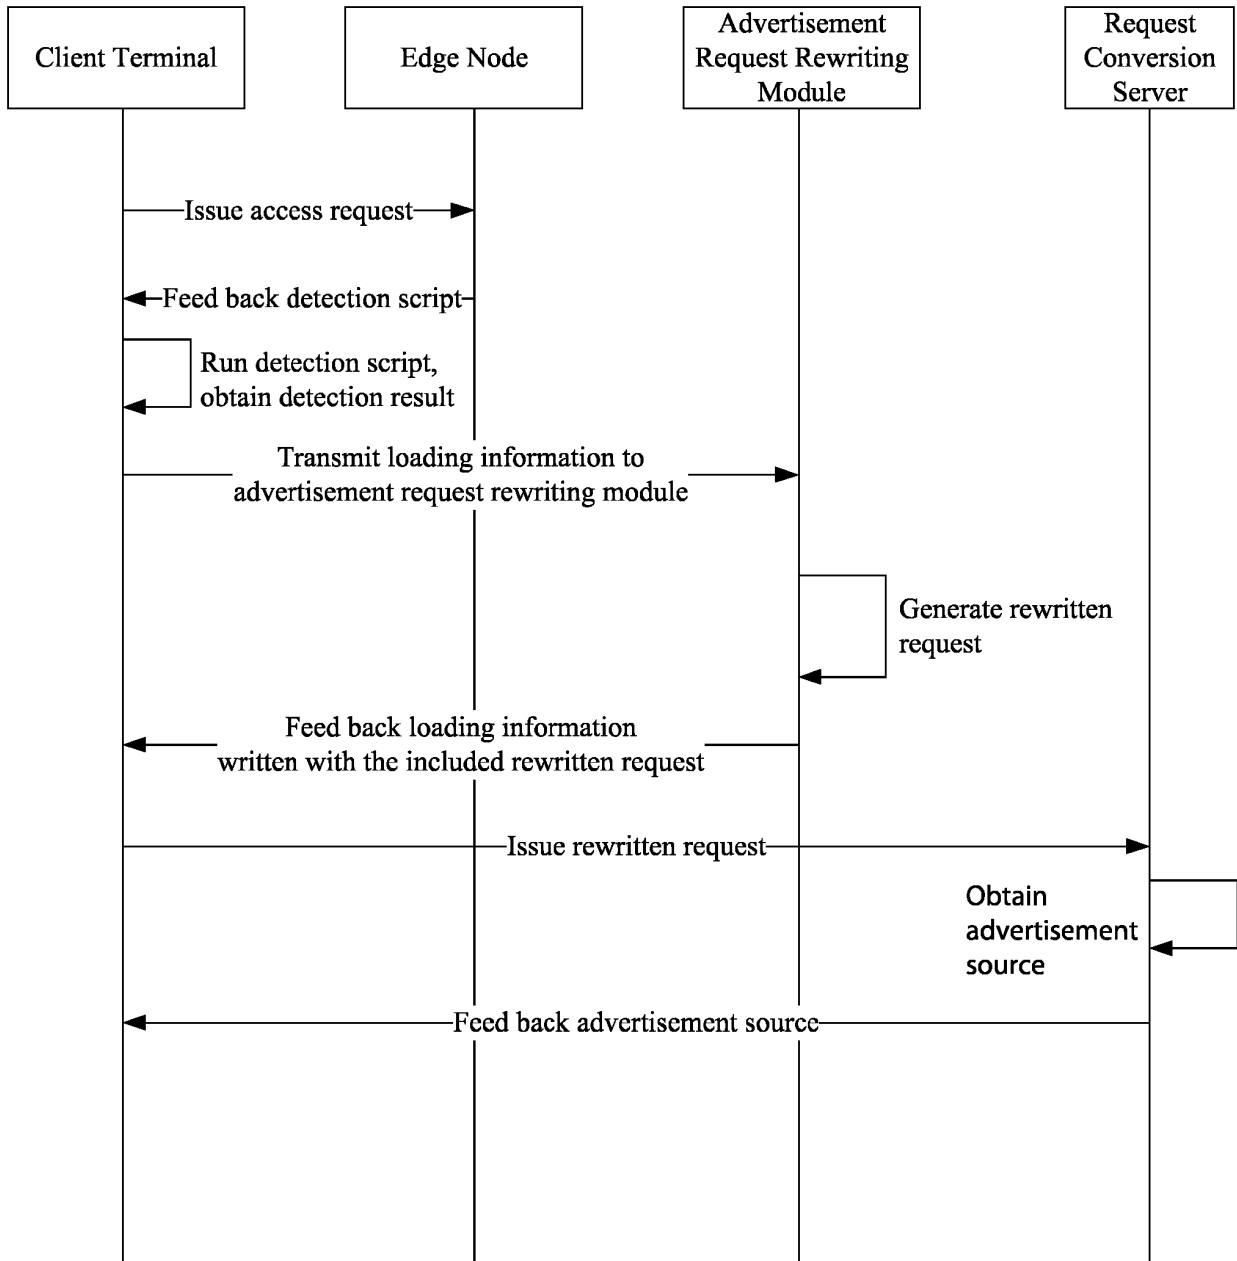 Client Terminal
Edge Node
Advertisement
Request Rewriting
Module
Request
Conversion
Server
Issue access request
Feed back detection script
Run detection script,
obtain detection result
Transmit loading information to
advertisement request rewriting module
Generate rewritten
request
Feed back loading information
written with the included rewritten request
Issue rewritten request
Obtain
advertisement
source
Feed back advertisement source